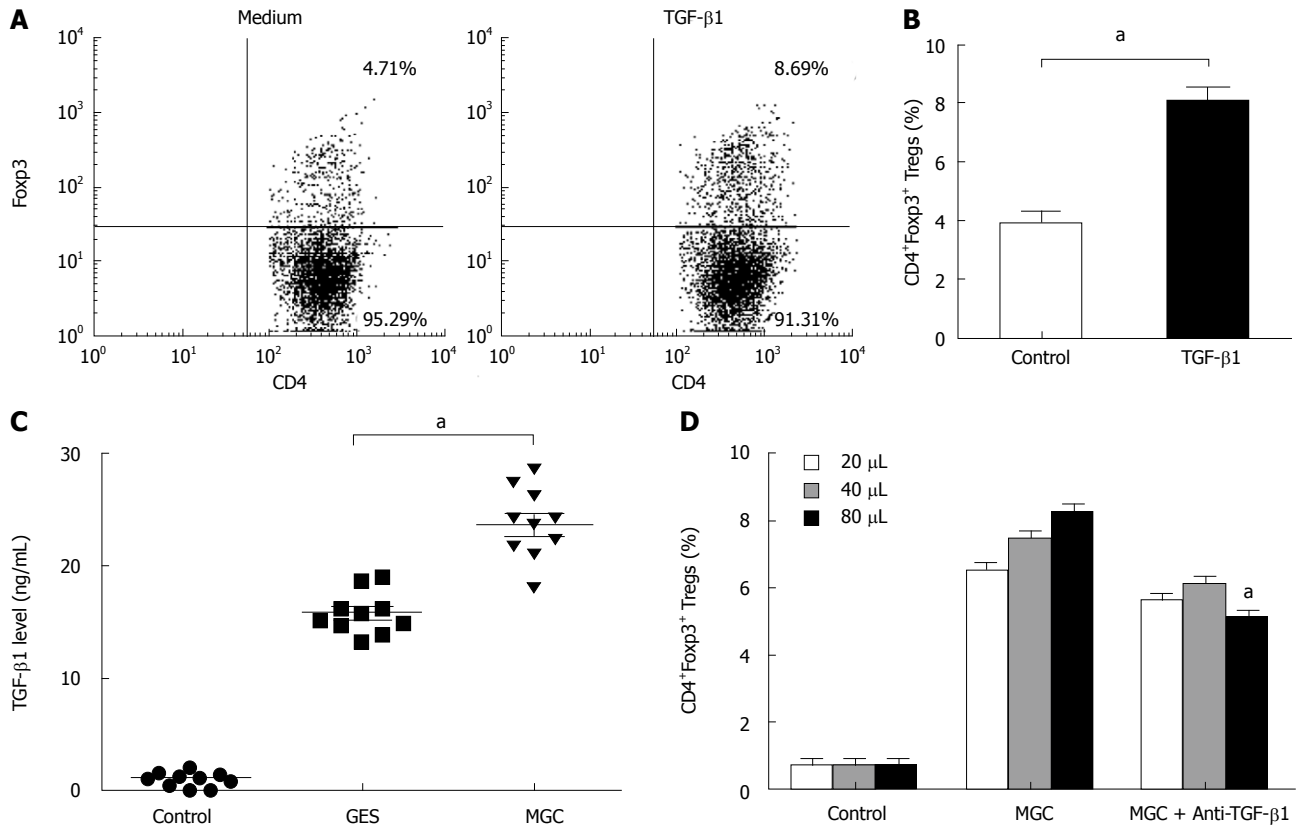 A
Medium
TGF-β1
10⁴
10³
10²
10¹
10⁰
Foxp3
4.71%
95.29%
10⁰ 10¹ 10² 10³ 10⁴
CD4
10⁴
10³
10²
10¹
10⁰
8.69%
91.31%
10⁰ 10¹ 10² 10³ 10⁴
CD4
B
a
10
8
6
4
2
0
CD4⁺Foxp3⁺ Tregs (%)
Control TGF-β1
C
a
30
20
10
0
TGF-β1 level (ng/mL)
Control GES MGC
D
10
8
6
4
2
0
CD4⁺Foxp3⁺ Tregs (%)
20 μL
40 μL
80 μL
a
Control MGC MGC + Anti-TGF-β1